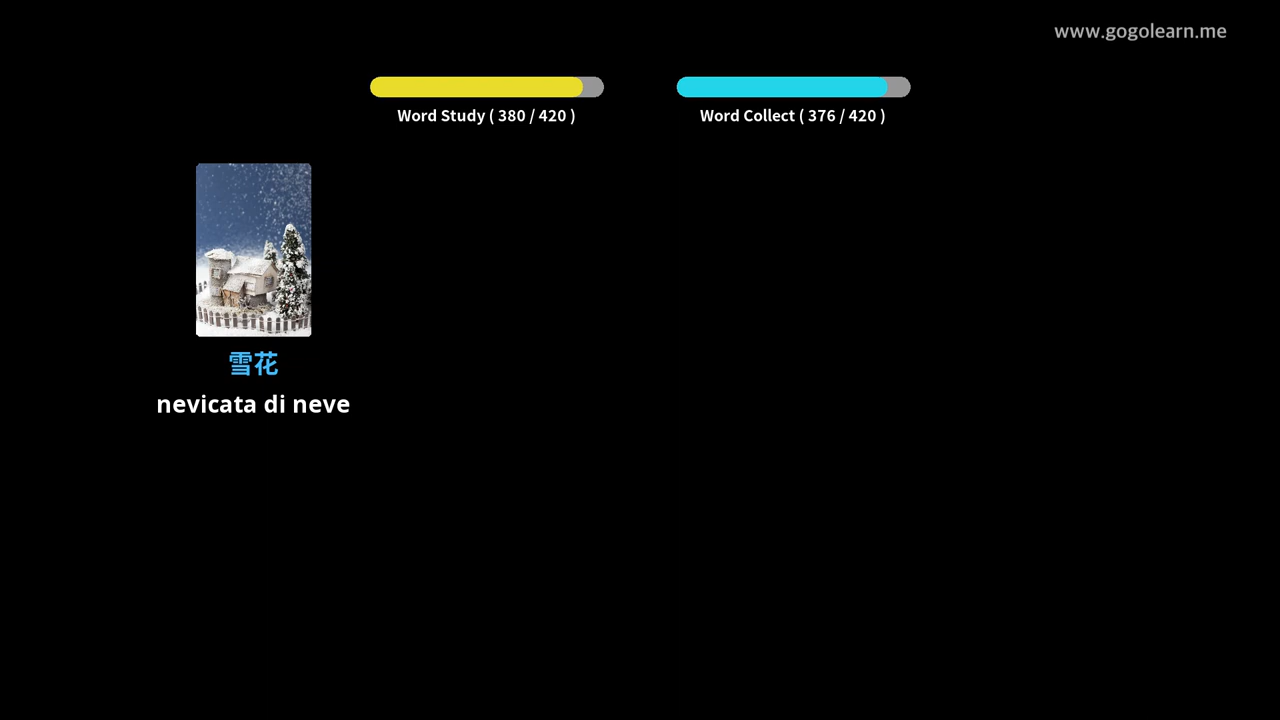 www.gogolearn.me
Word Study ( 380 / 420 )
Word Collect ( 376 / 420 )
雪花
nevicata di neve